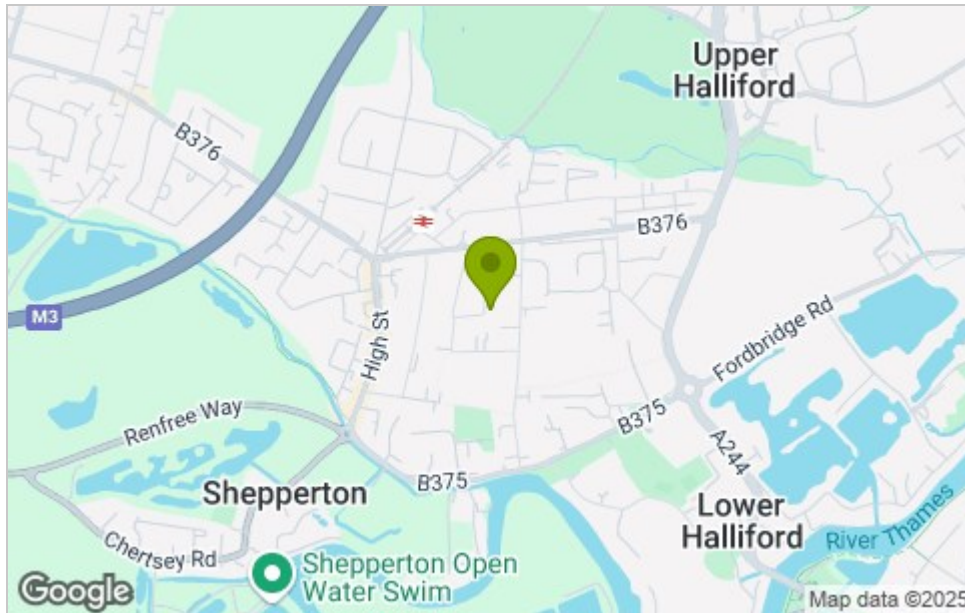 Upper
Halliford
B376
B376
M3
High St
Fordbridge Rd
Renfree Way
B375
A244
B375
Shepperton
Lower
Halliford
Chertsey Rd
River Thames
Shepperton Open
Water Swim
Google
Map data ©2025